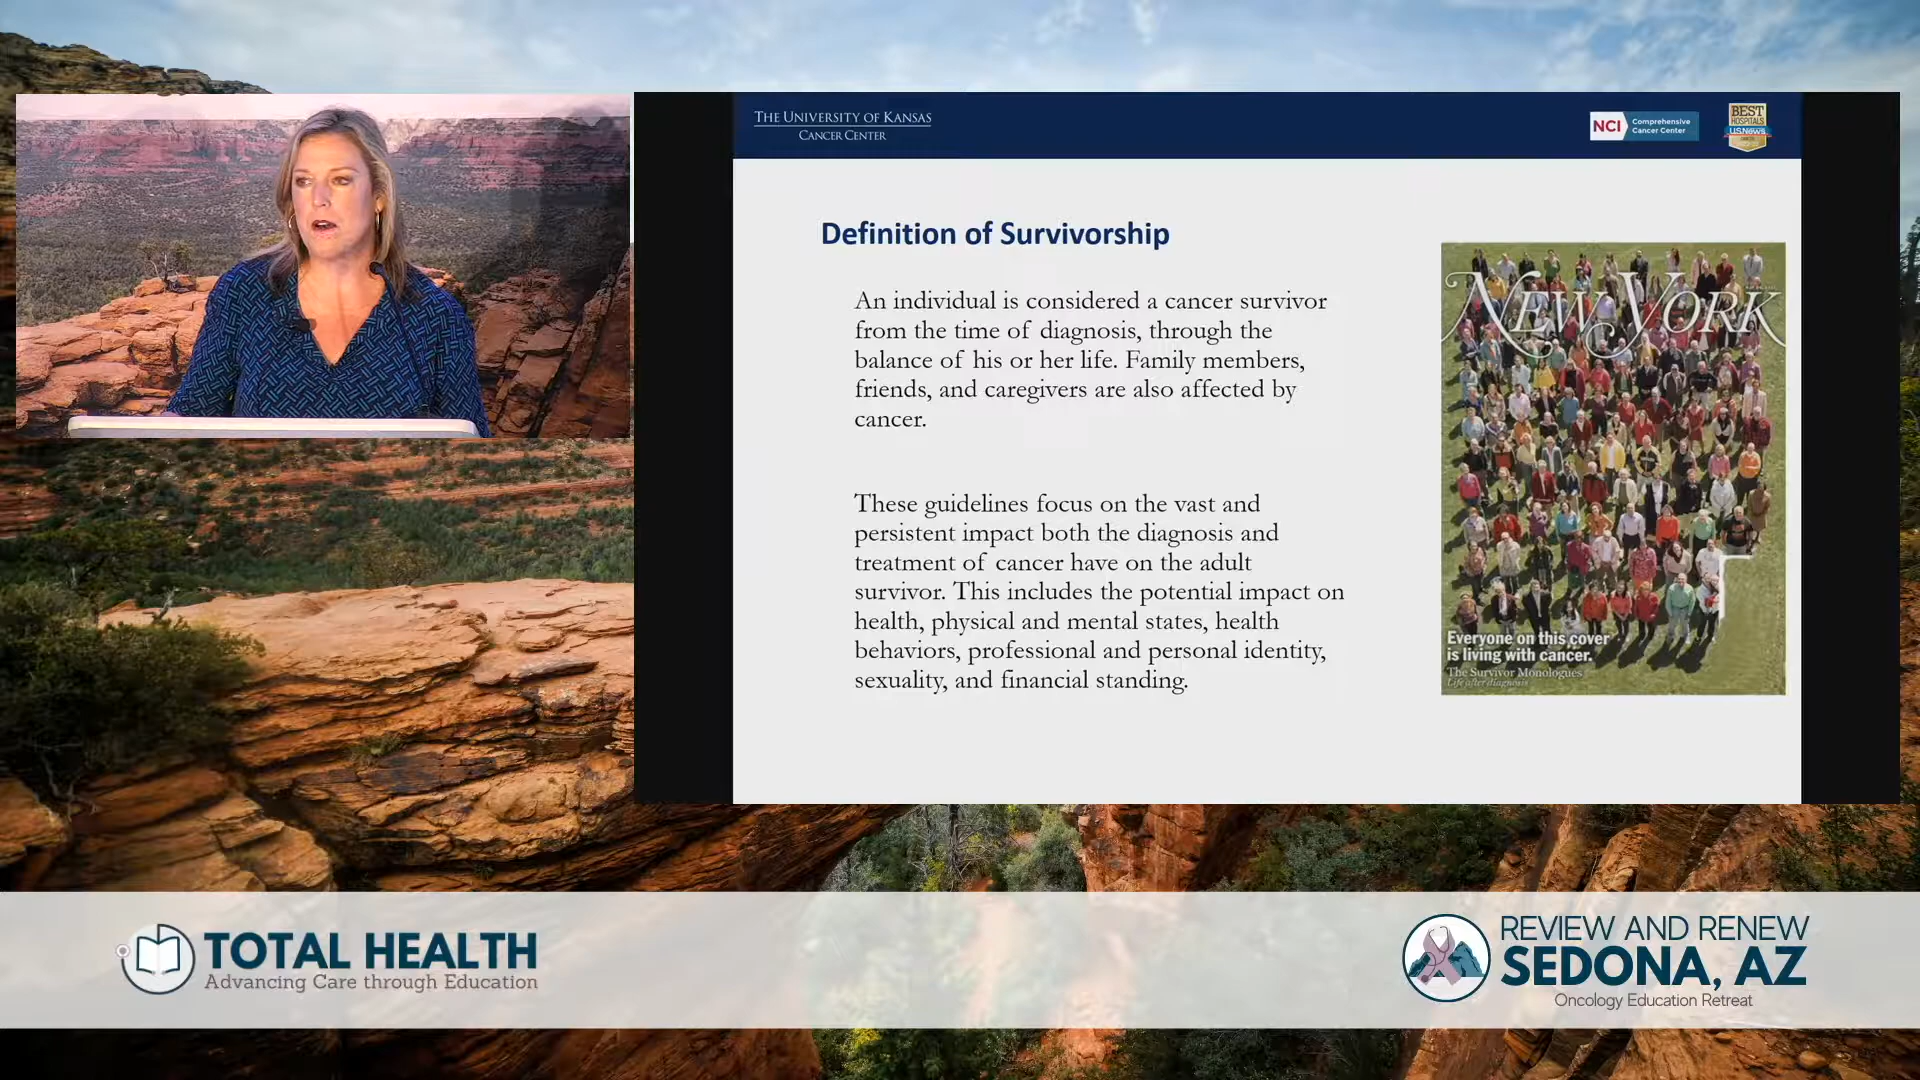 THE UNIVERSITY OF KANSAS
CANCER CENTER
NCI Comprehensive
Cancer Center
BEST
HOSPITALS
U.S.News
Definition of Survivorship
An individual is considered a cancer survivor
from the time of diagnosis, through the
balance of his or her life. Family members,
friends, and caregivers are also affected by
cancer.
These guidelines focus on the vast and
persistent impact both the diagnosis and
treatment of cancer have on the adult
survivor. This includes the potential impact on
health, physical and mental states, health
behaviors, professional and personal identity,
sexuality, and financial standing.
NEW YORK
Everyone on this cover
is living with cancer.
The Survivor Monologues
Life after diagnosis
TOTAL HEALTH
Advancing Care through Education
REVIEW AND RENEW
SEDONA, AZ
Oncology Education Retreat